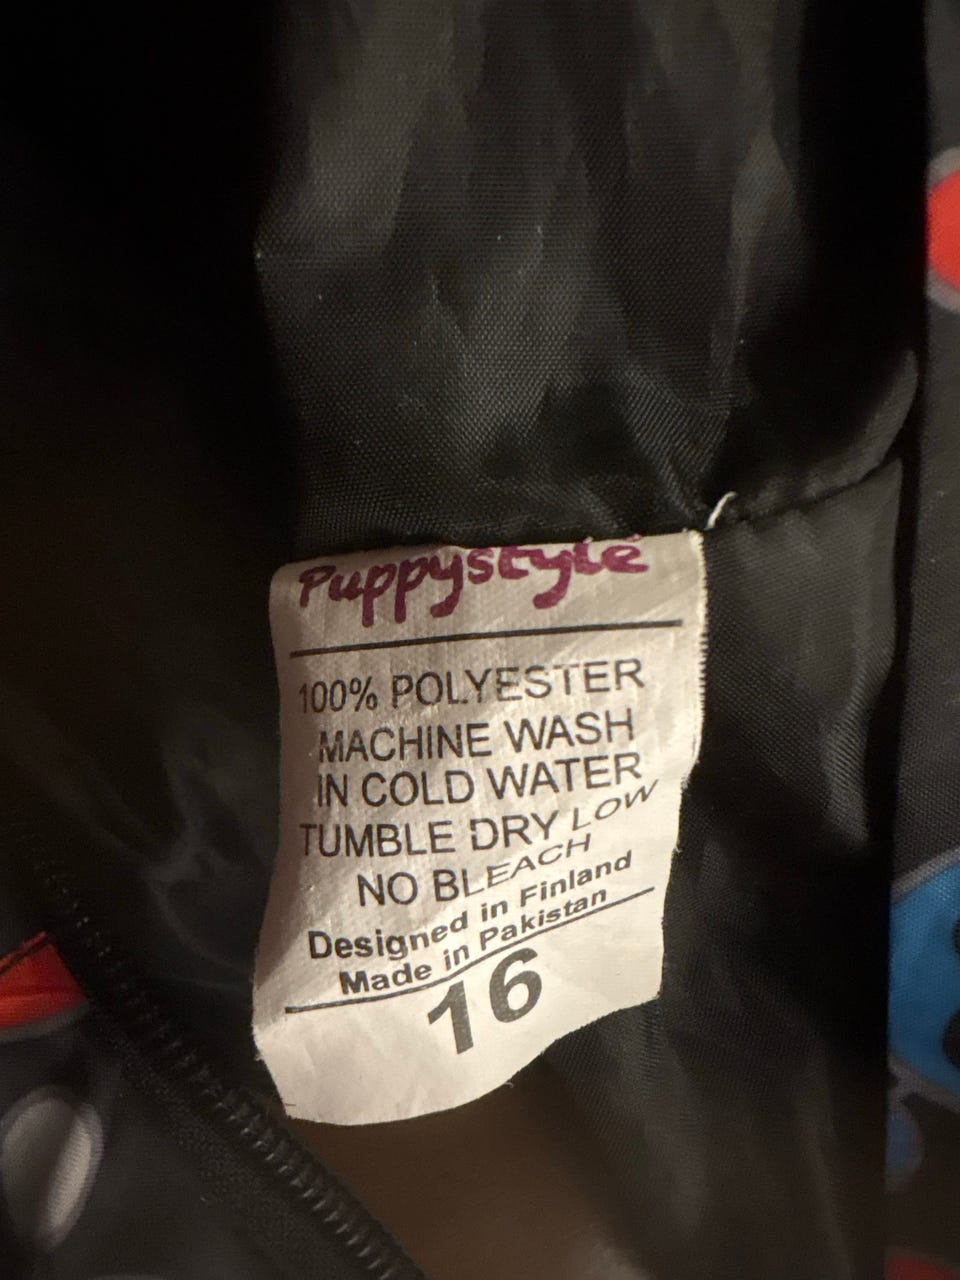 Puppystyle
100% POLYESTER
MACHINE WASH
IN COLD WATER
TUMBLE DRY LOW
NO BLEACH
Designed in Finland
Made in Pakistan
16